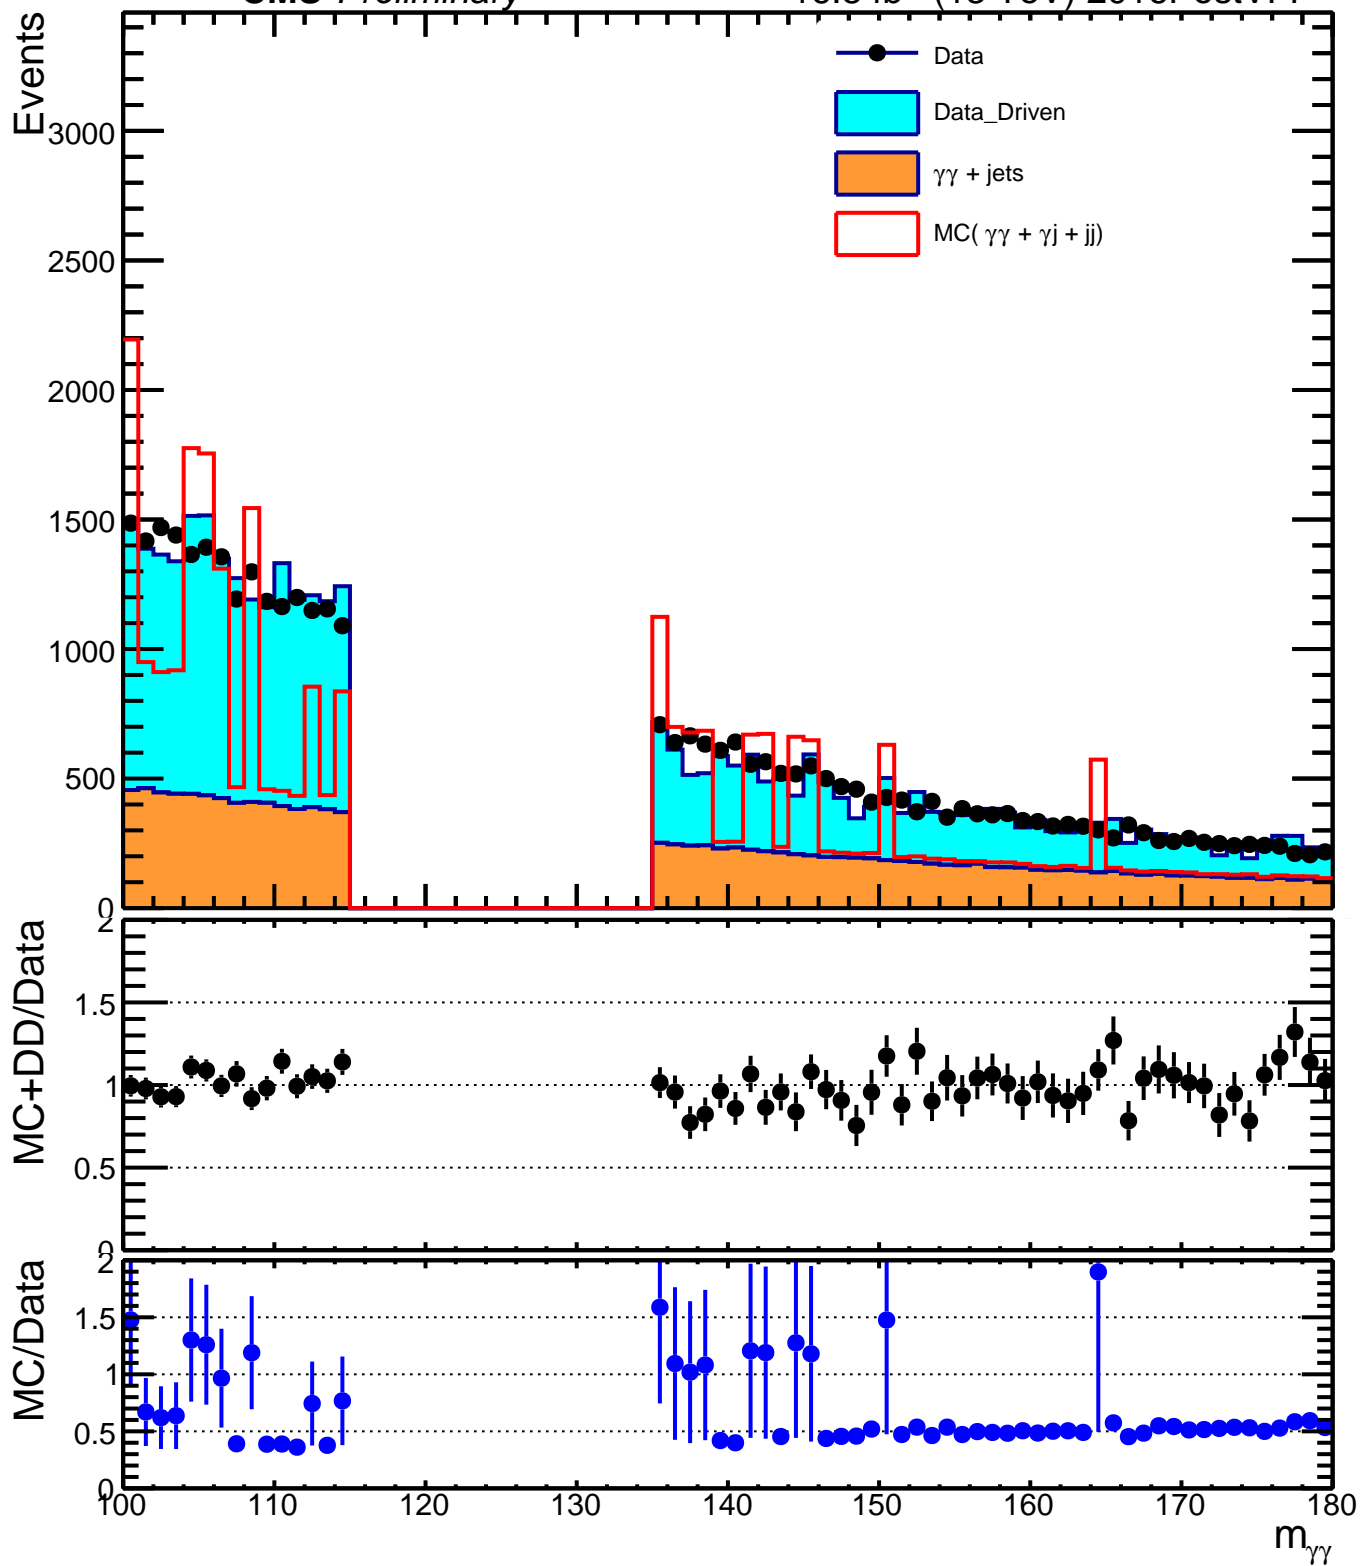 CMS Preliminary
Events
3000
2500
2000
1500
1000
500
0
Data
Data_Driven
γγ + jets
MC( γγ + γj + jj)
MC+DD/Data
2
1.5
1
0.5
0
MC/Data
2
1.5
1
0.5
0
100 110 120 130 140 150 160 170 180
mγγ